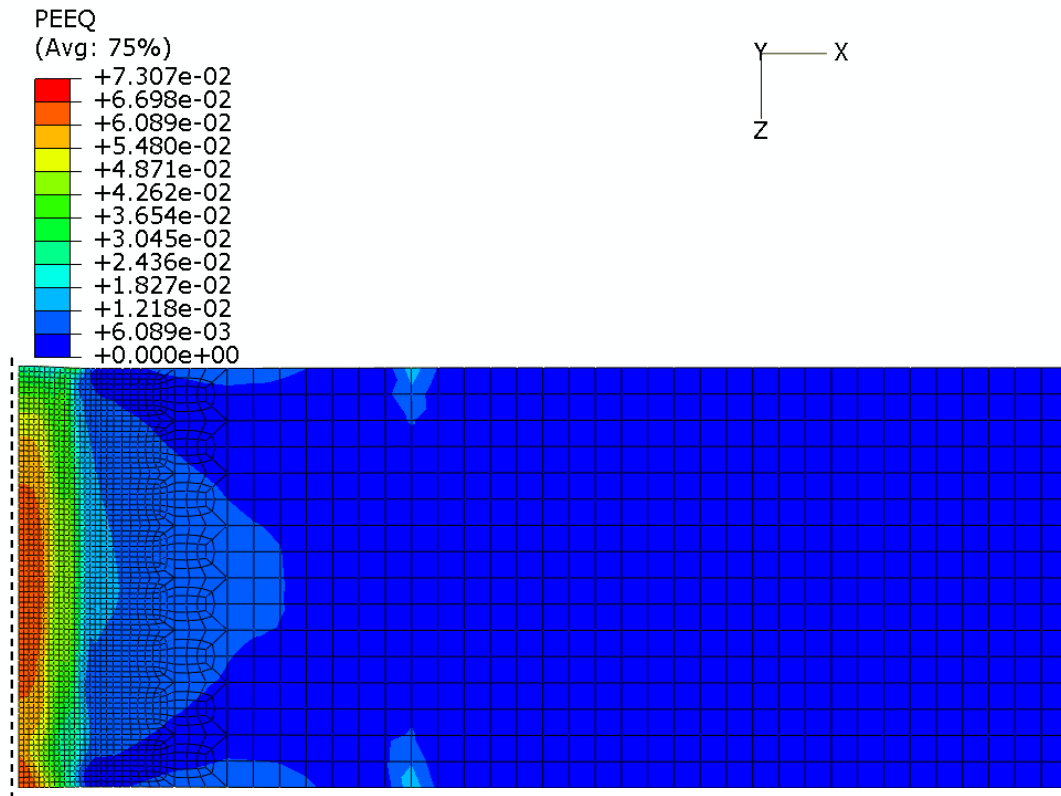 PEEQ
(Avg: 75%)
+7.307e-02
+6.698e-02
+6.089e-02
+5.480e-02
+4.871e-02
+4.262e-02
+3.654e-02
+3.045e-02
+2.436e-02
+1.827e-02
+1.218e-02
+6.089e-03
+0.000e+00
Y X
Z